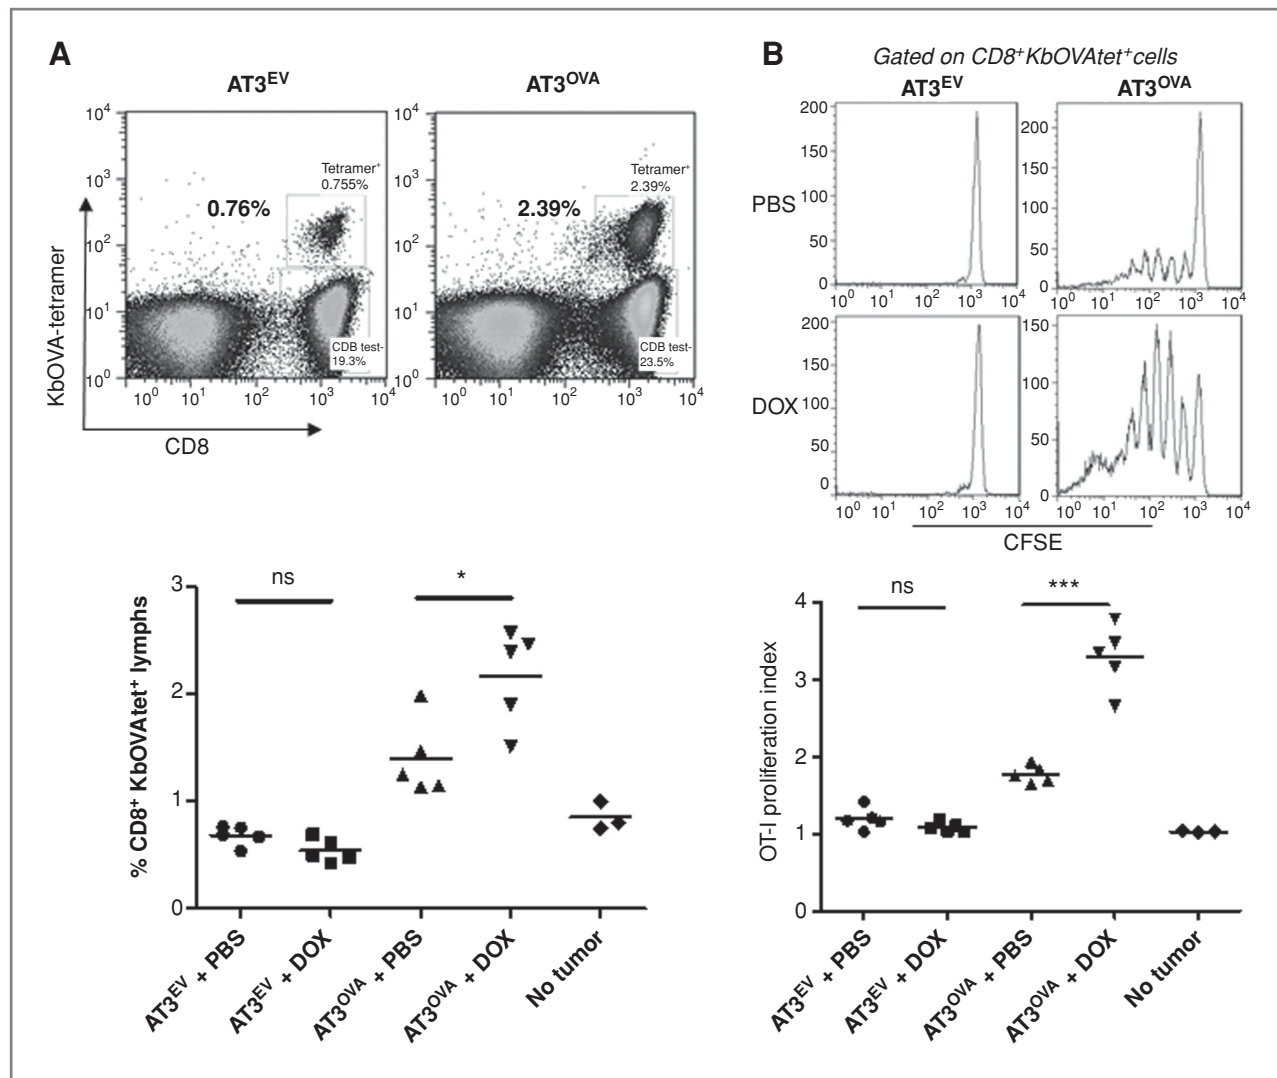 A
AT3EV
AT3OVA
10⁴
10³
10²
10¹
10⁰
10⁰ 10¹ 10² 10³ 10⁴
Tetramer⁺
0.755%
0.76%
CDB test-
19.3%
10⁴
10³
10²
10¹
10⁰
10⁰ 10¹ 10² 10³ 10⁴
Tetramer⁺
2.39%
2.39%
CDB test-
23.5%
KbOVA-tetramer
CD8
B
Gated on CD8⁺KbOVAtet⁺cells
AT3EV
AT3OVA
PBS
200
150
100
50
0
10⁰ 10¹ 10² 10³ 10⁴
200
150
100
50
0
10⁰ 10¹ 10² 10³ 10⁴
DOX
200
150
100
50
0
10⁰ 10¹ 10² 10³ 10⁴
150
100
50
0
10⁰ 10¹ 10² 10³ 10⁴
CFSE
% CD8⁺ KbOVAtet⁺ lymphs
3
2
1
0
ns
*
AT3EV + PBS
AT3EV + DOX
AT3OVA + PBS
AT3OVA + DOX
No tumor
OT-I proliferation index
4
3
2
1
0
ns
***
AT3EV + PBS
AT3EV + DOX
AT3OVA + PBS
AT3OVA + DOX
No tumor